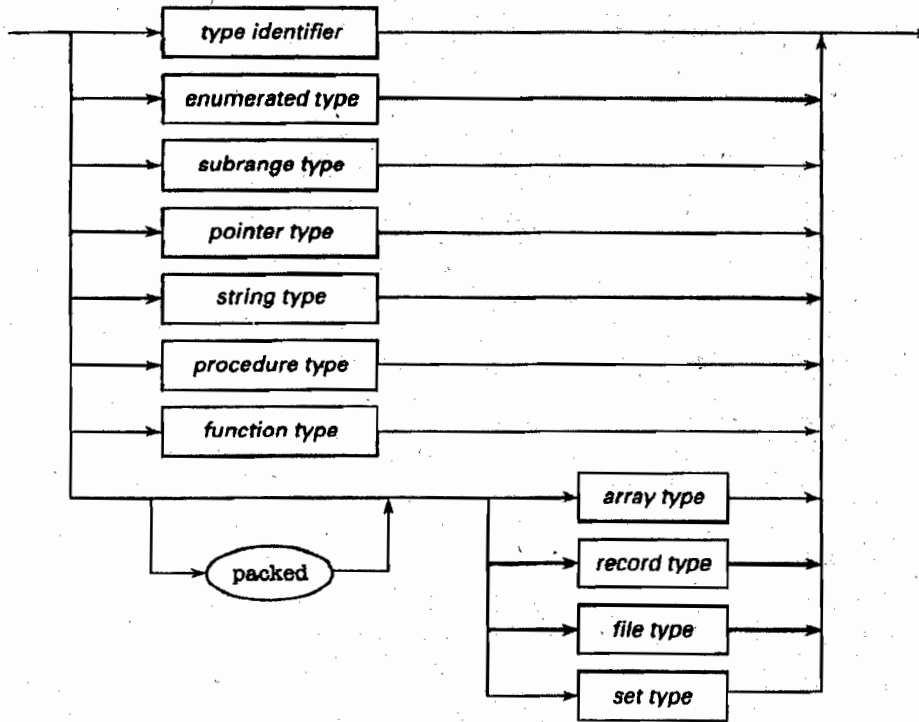 type identifier
enumerated type
subrange type
pointer type
string type
procedure type
function type
array type
packed
record type
file type
set type